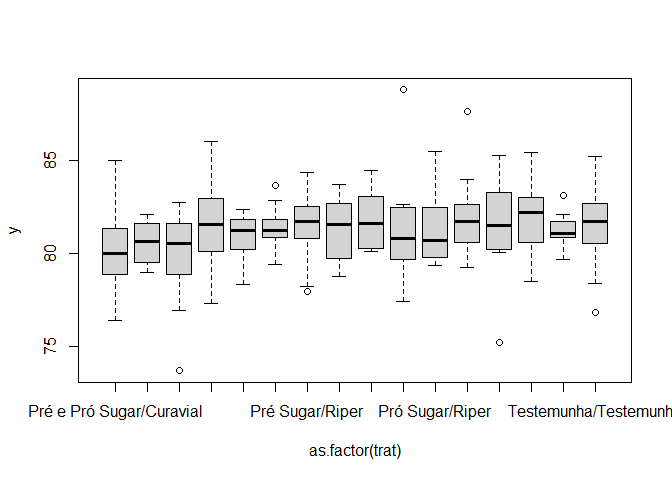 85
80
75
y
Pré e Pró Sugar/Curavial Pré Sugar/Riper Pró Sugar/Riper Testemunha/Testemunh
as.factor(trat)